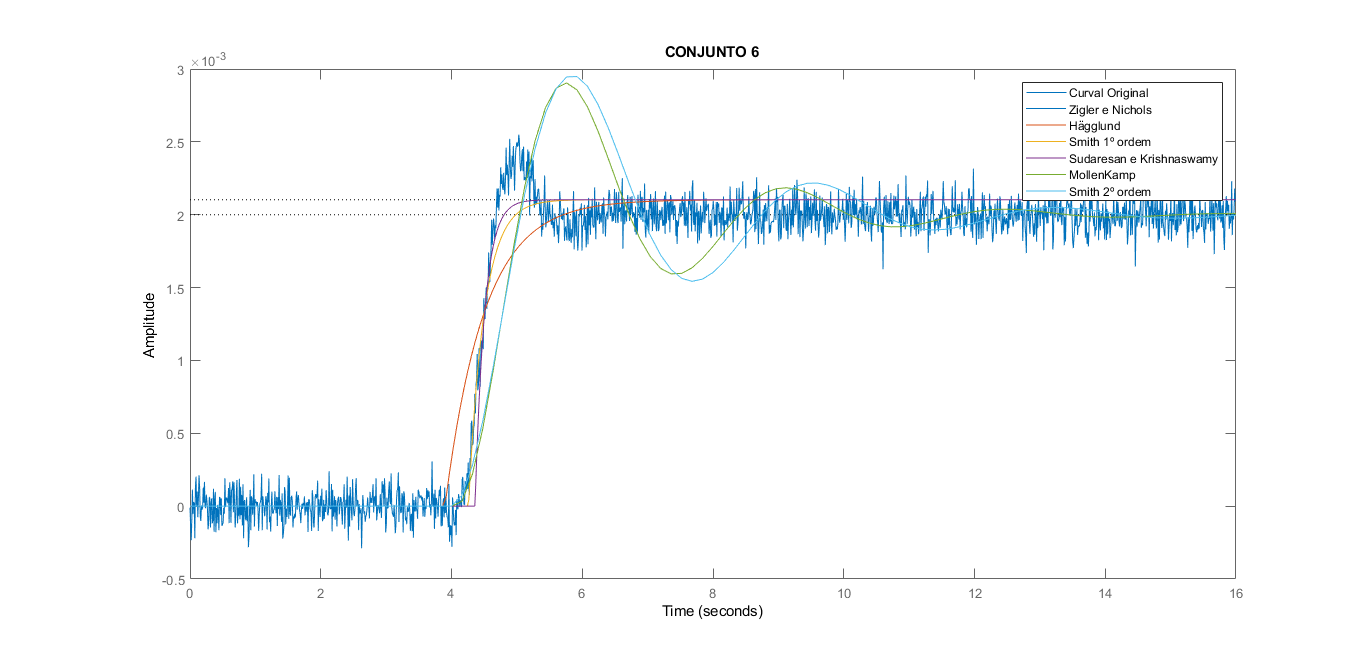 CONJUNTO 6
×10⁻³
3
2.5
2
1.5
1
0.5
0
-0.5
Amplitude
0 2 4 6 8 10 12 14 16
Time (seconds)
Curval Original
Zigler e Nichols
Hägglund
Smith 1º ordem
Sudaresan e Krishnaswamy
MollenKamp
Smith 2º ordem